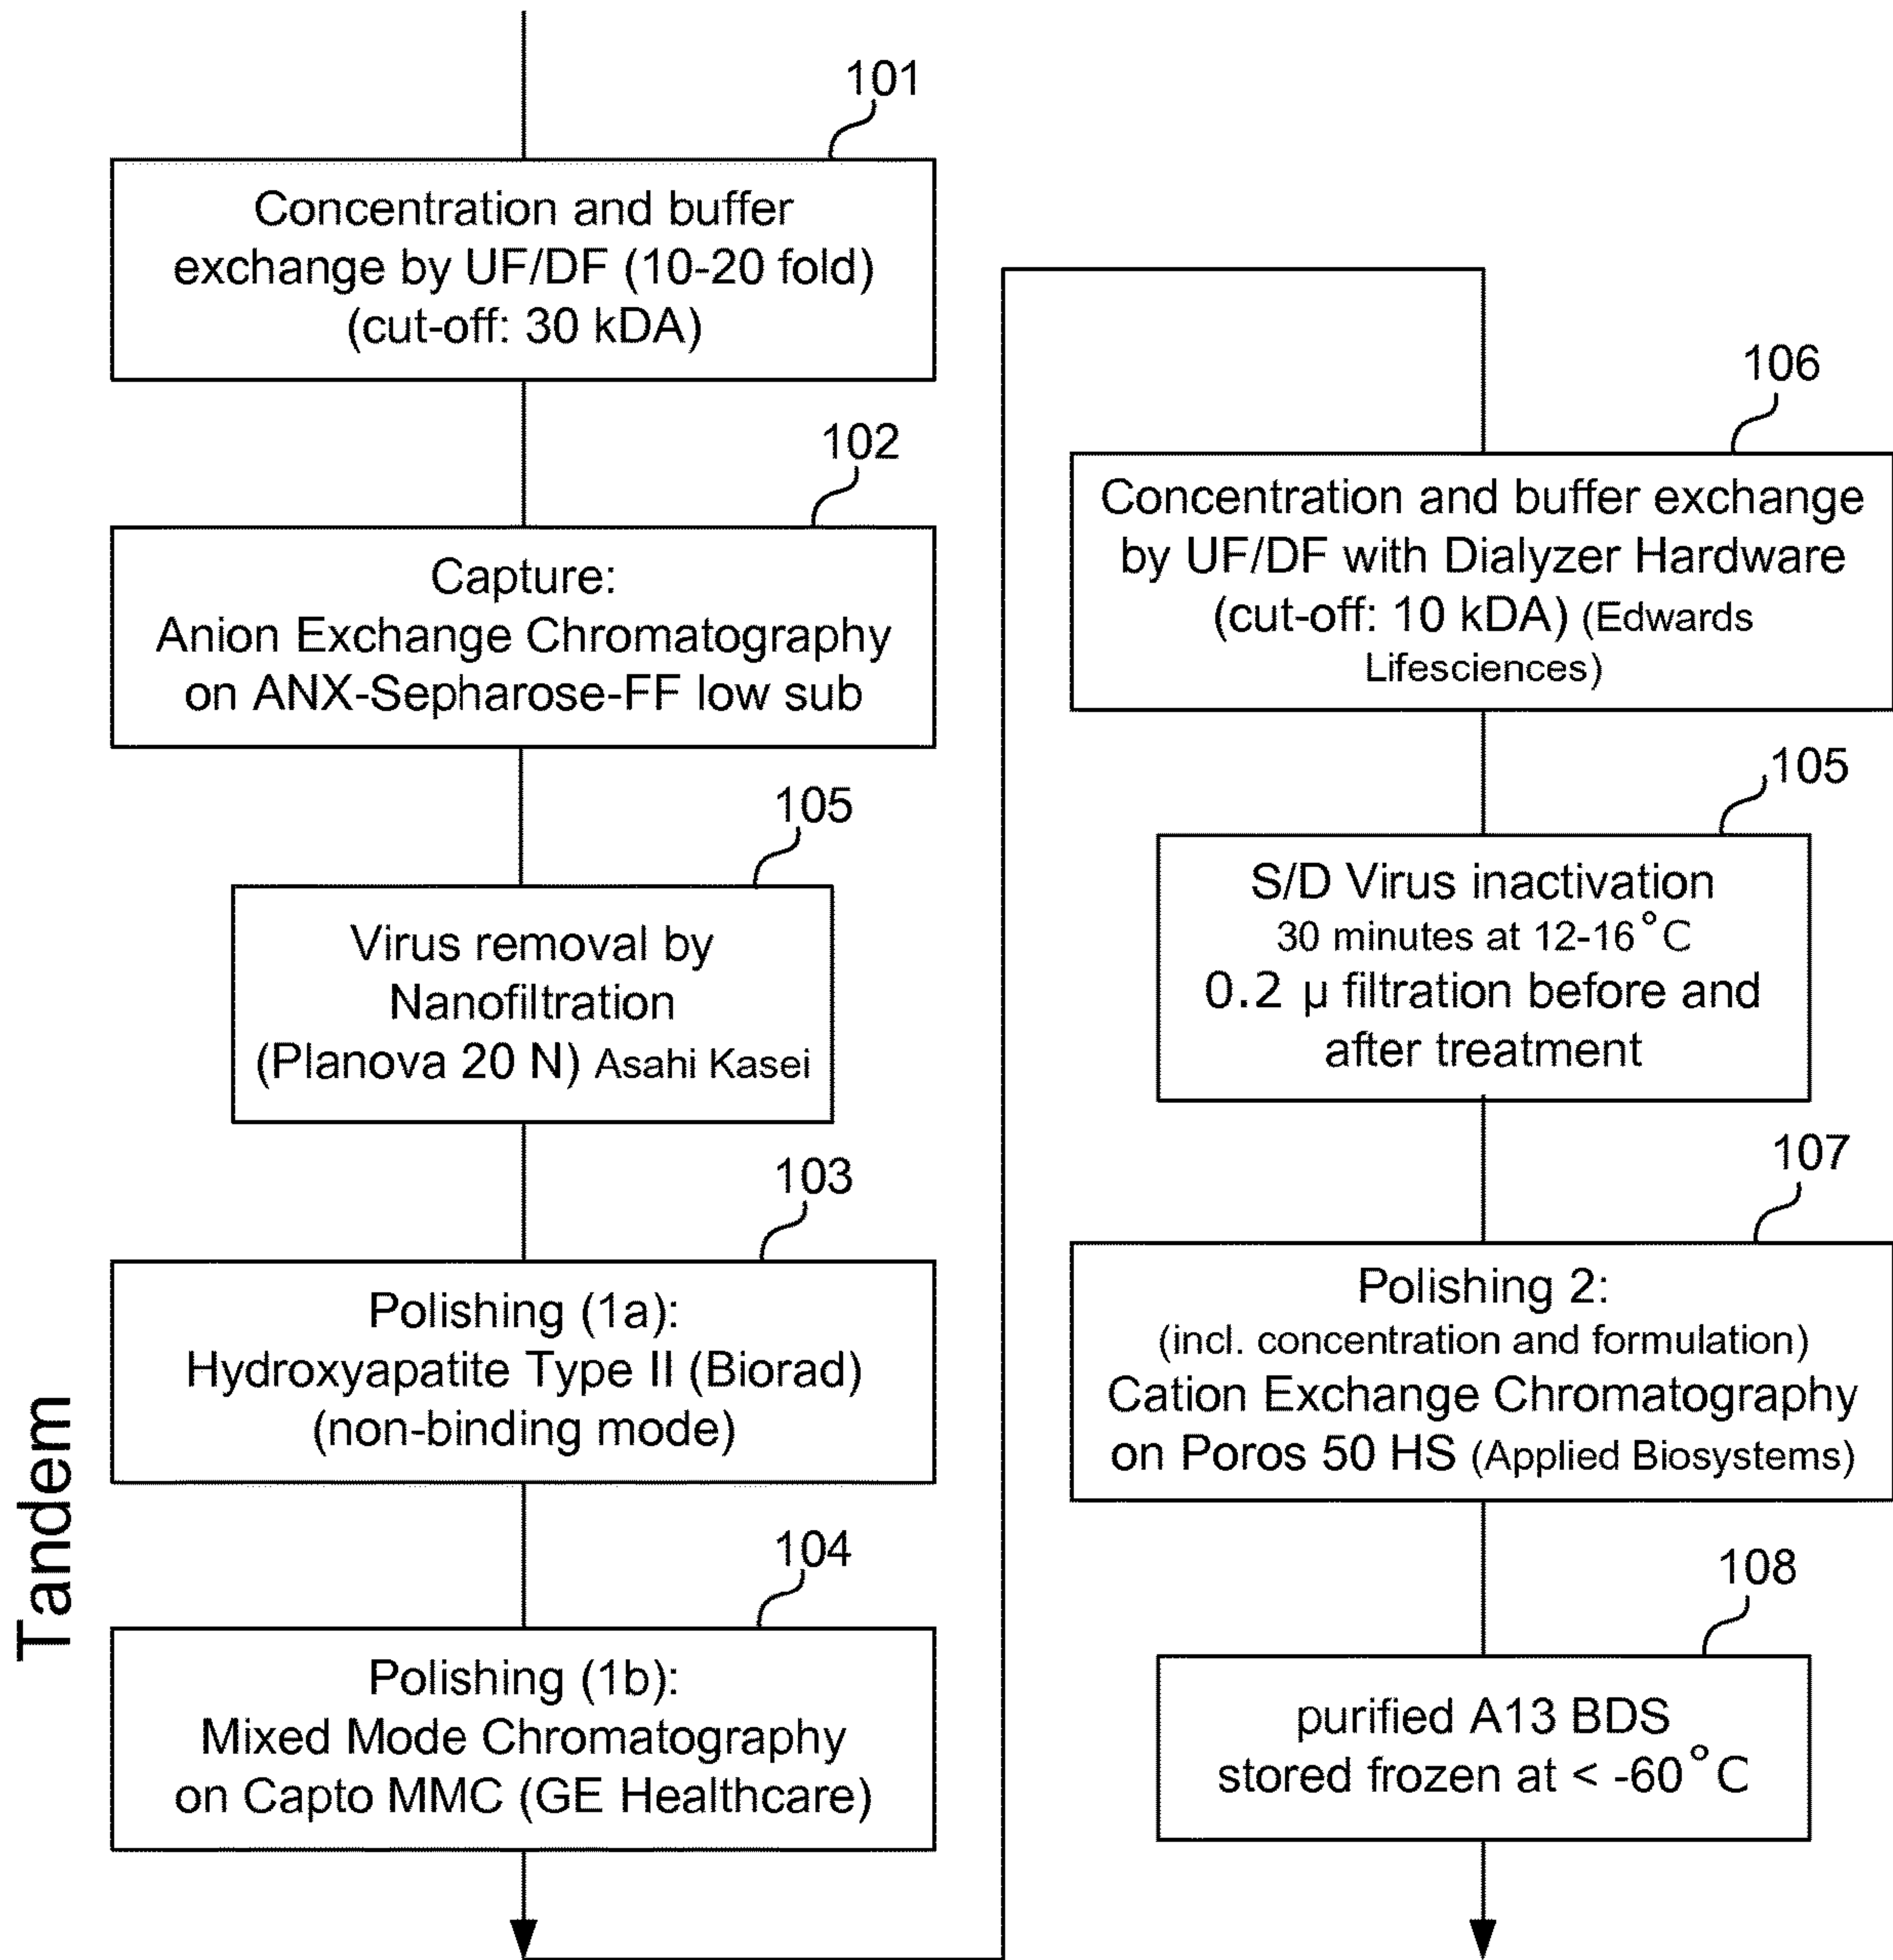 101
Concentration and buffer
exchange by UF/DF (10-20 fold)
(cut-off: 30 kDA)
102
Capture:
Anion Exchange Chromatography
on ANX-Sepharose-FF low sub
105
Virus removal by
Nanofiltration
(Planova 20 N) Asahi Kasei
103
Polishing (1a):
Hydroxyapatite Type II (Biorad)
(non-binding mode)
Tandem
104
Polishing (1b):
Mixed Mode Chromatography
on Capto MMC (GE Healthcare)
106
Concentration and buffer exchange
by UF/DF with Dialyzer Hardware
(cut-off: 10 kDA) (Edwards
Lifesciences)
105
S/D Virus inactivation
30 minutes at 12-16°C
0.2 µ filtration before and
after treatment
107
Polishing 2:
(incl. concentration and formulation)
Cation Exchange Chromatography
on Poros 50 HS (Applied Biosystems)
108
purified A13 BDS
stored frozen at < -60°C